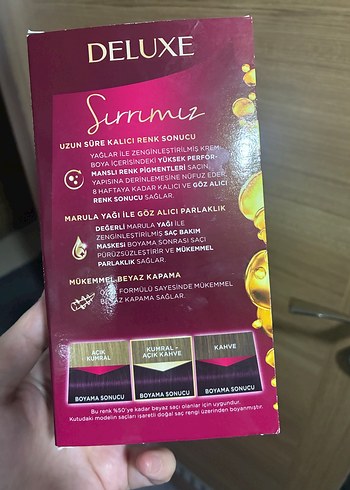 DELUXE
Sırrımız
UZUN SÜRE KALICI RENK SONUCU
YAĞLAR İLE ZENGİNLEŞTİRİLMİŞ KREM
BOYA İÇERİSİNDEKİ YÜKSEK PERFOR-
MANSLI RENK PİGMENTLERİ SAÇIN,
YAPISINA DERİNLEMESİNE NÜFUZ EDER,
8 HAFTAYA KADAR KALICI VE GÖZ ALICI
RENK SONUCU SAĞLAR.
MARULA YAĞI İLE GÖZ ALICI PARLAKLIK
DEĞERLİ MARULA YAĞI İLE
ZENGİNLEŞTİRİLMİŞ SAÇ BAKIM
MASKESİ BOYAMA SONRASI SAÇI
PÜRÜZSÜZLEŞTİRİR VE MÜKEMMEL
PARLAKLIK SAĞLAR.
MÜKEMMEL BEYAZ KAPAMA
FORMÜLÜ SAYESİNDE MÜKEMMEL
KAPAMA SAĞLAR.
AÇIK
KUMRAL
BOYAMA SONUCU
KUMRAL -
AÇIK KAHVE
BOYAMA SONUCU
KAHVE
BOYAMA SONUCU
Bu renk %50'ye kadar beyaz saçı olanlar için uygundur.
Kutudaki modelin saçları işaretli doğal saç rengi üzerinden boyanmıştır.